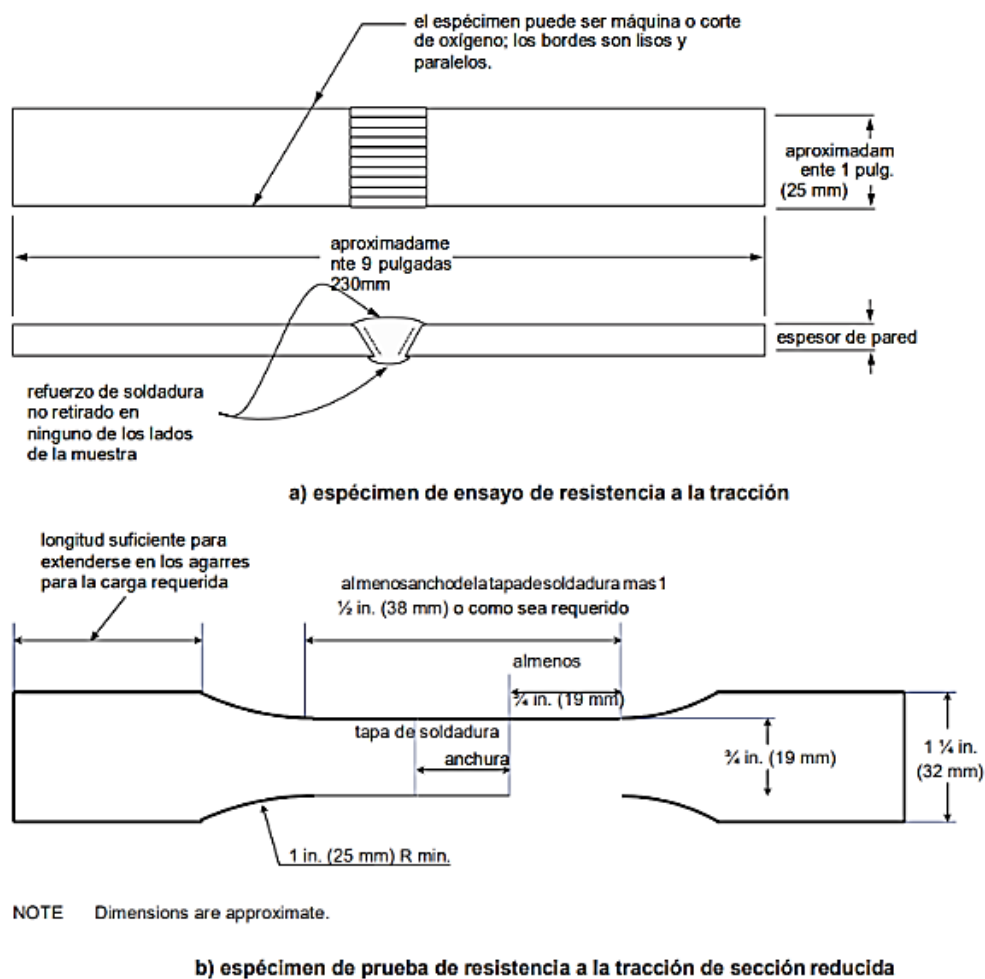 el espécimen puede ser máquina o corte
de oxígeno; los bordes son lisos y
paralelos.
aproximadam
ente 1 pulg.
(25 mm)
aproximadame
nte 9 pulgadas
230mm
espesor de pared
refuerzo de soldadura
no retirado en
ninguno de los lados
de la muestra
a) espécimen de ensayo de resistencia a la tracción
longitud suficiente para
extenderse en los agarres
para la carga requerida
almenosanchodelatapadesoldadura mas 1
½ in. (38 mm) o como sea requerido
almenos
¾ in. (19 mm)
tapa de soldadura
anchura
¾ in. (19 mm)
1 ¼ in.
(32 mm)
1 in. (25 mm) R min.
NOTE Dimensions are approximate.
b) espécimen de prueba de resistencia a la tracción de sección reducida